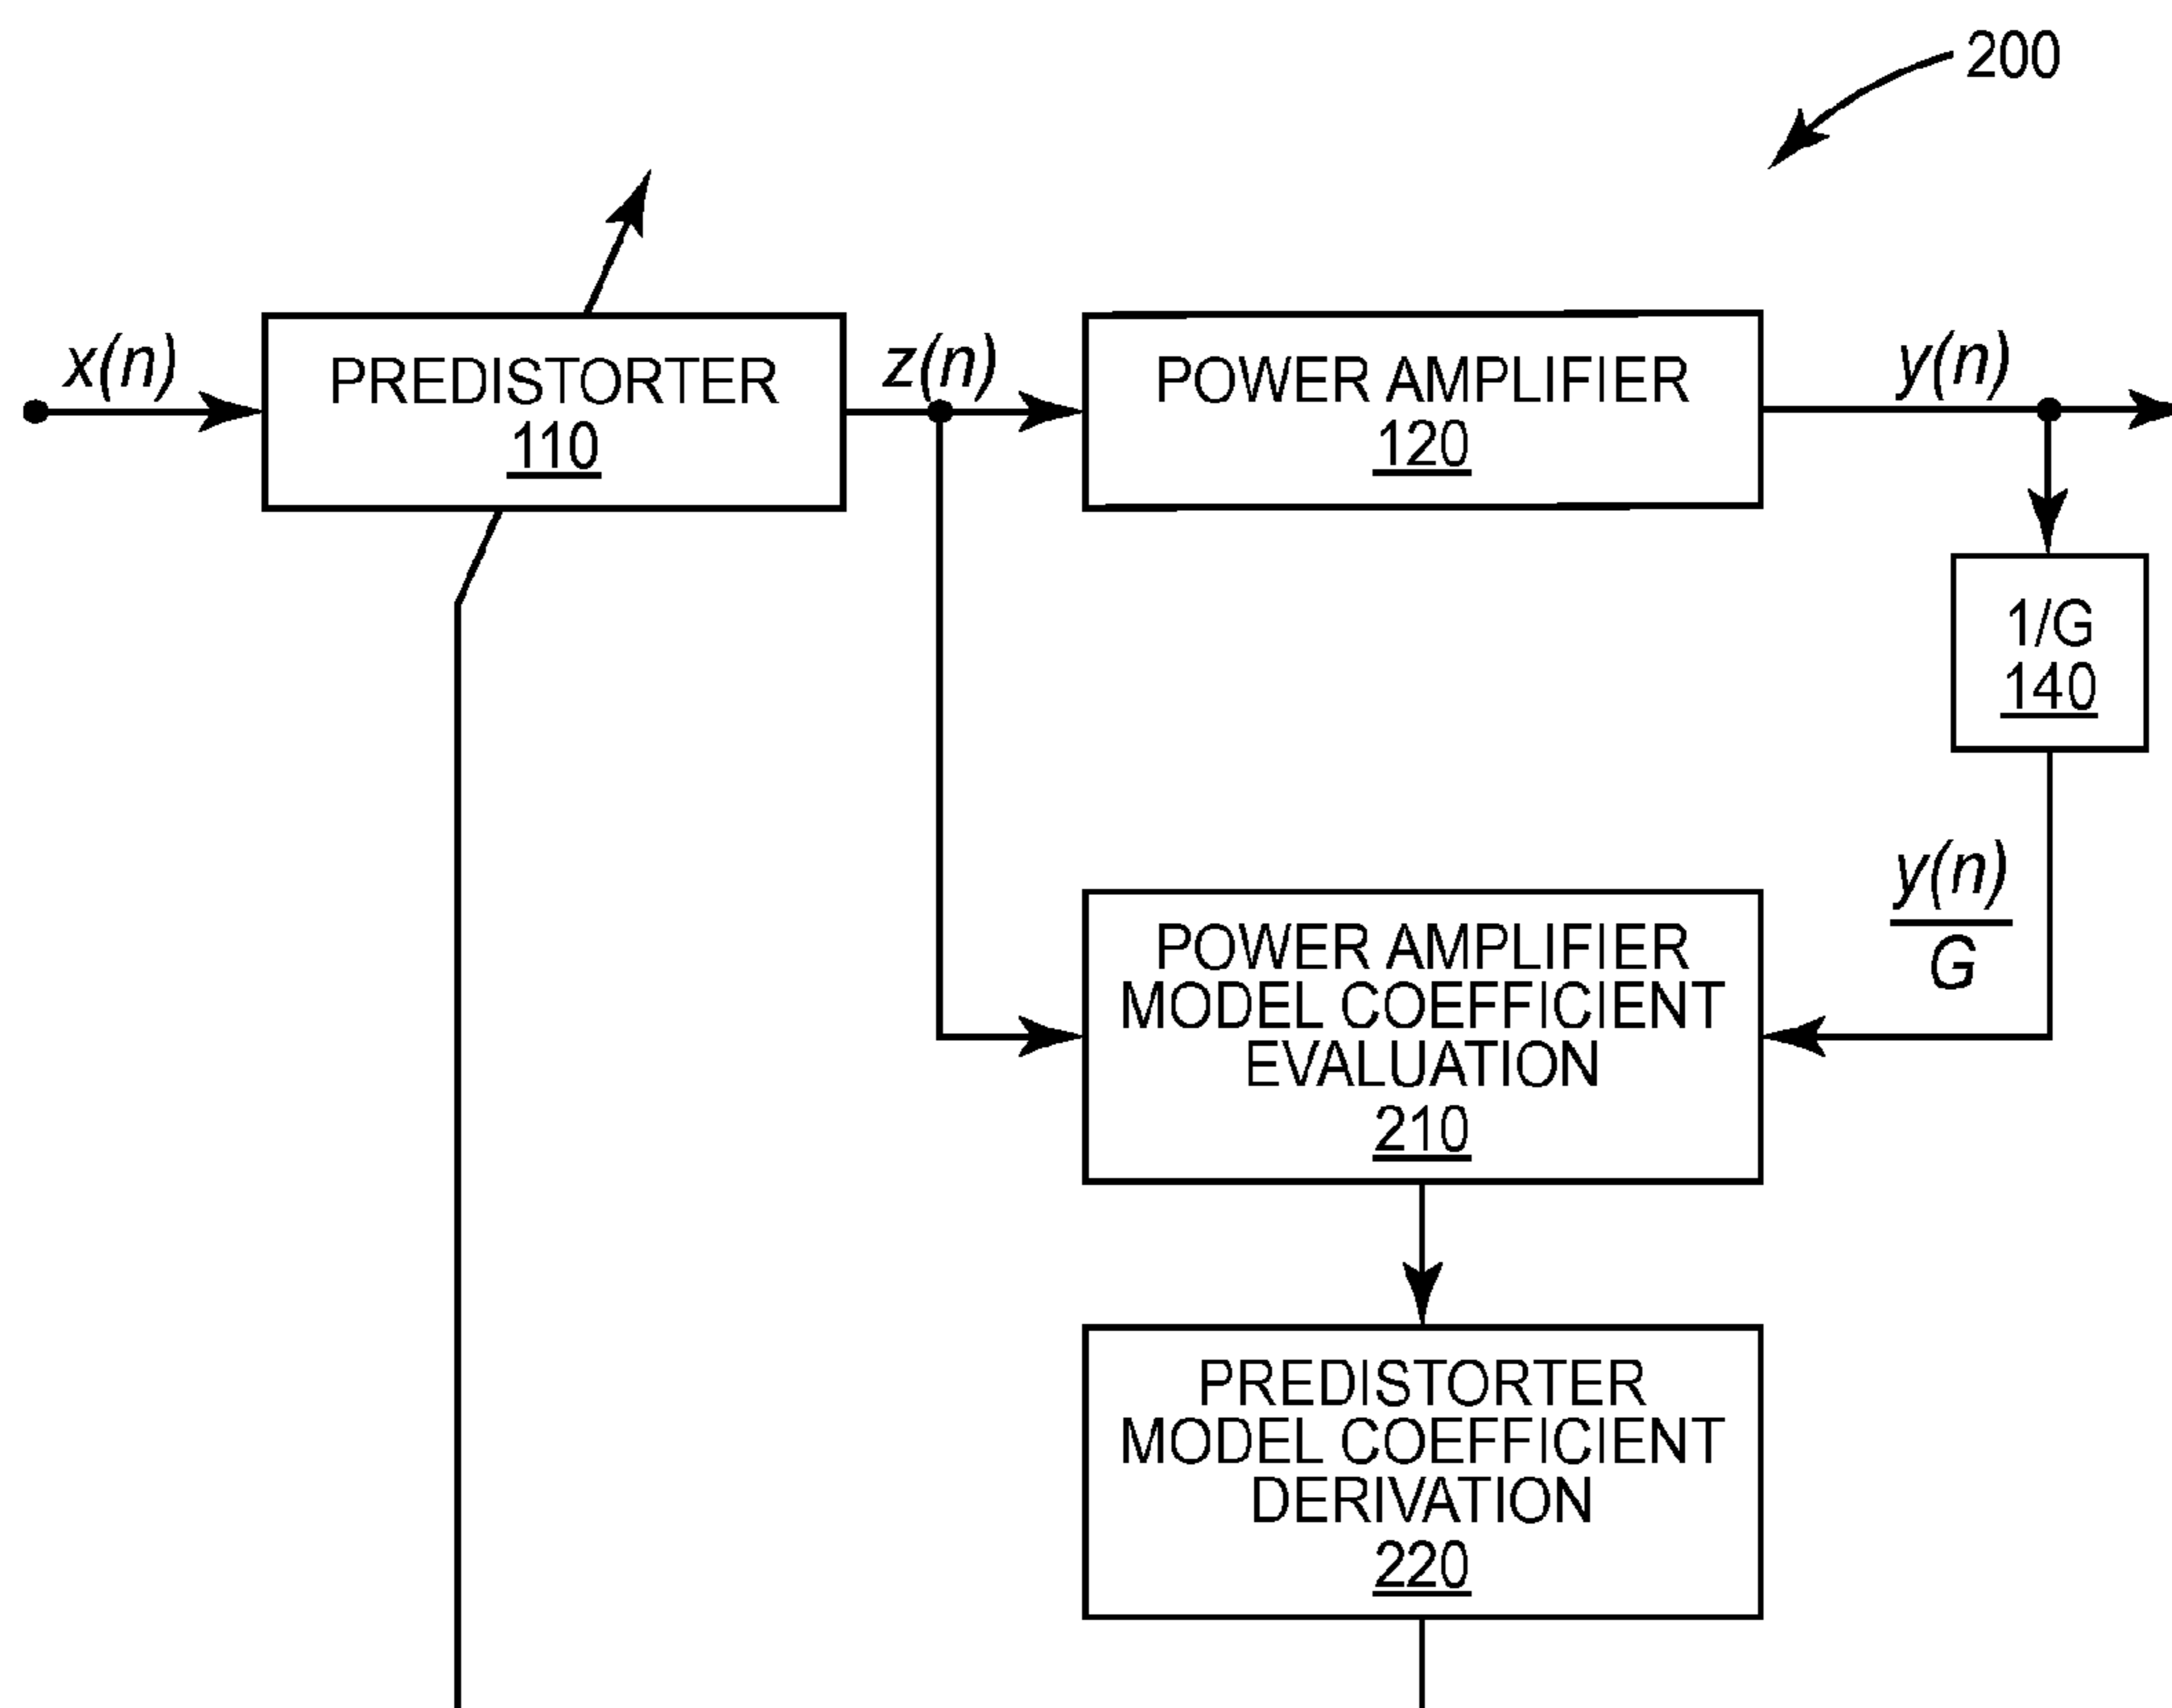 200
x(n)
PREDISTORTER
110
z(n)
POWER AMPLIFIER
120
y(n)
1/G
140
y(n)
G
POWER AMPLIFIER
MODEL COEFFICIENT
EVALUATION
210
PREDISTORTER
MODEL COEFFICIENT
DERIVATION
220